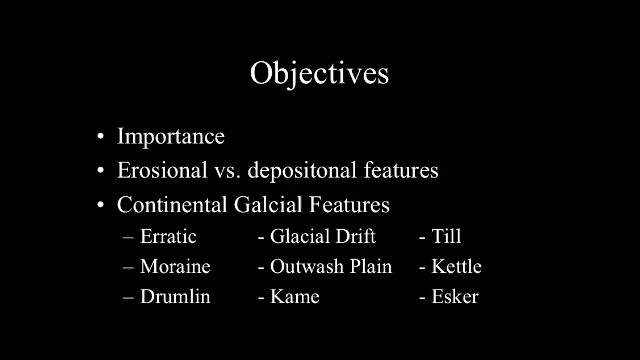 Objectives
• Importance
• Erosional vs. depositonal features
• Continental Galcial Features
– Erratic - Glacial Drift - Till
– Moraine - Outwash Plain - Kettle
– Drumlin - Kame - Esker